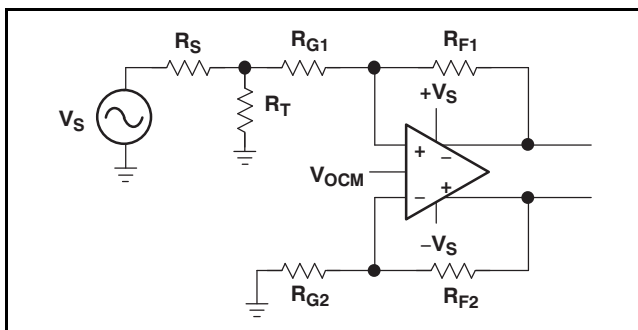 R_S
R_G1
R_F1
V_S
R_T
+V_S
+ −
V_OCM
− +
−V_S
R_G2
R_F2